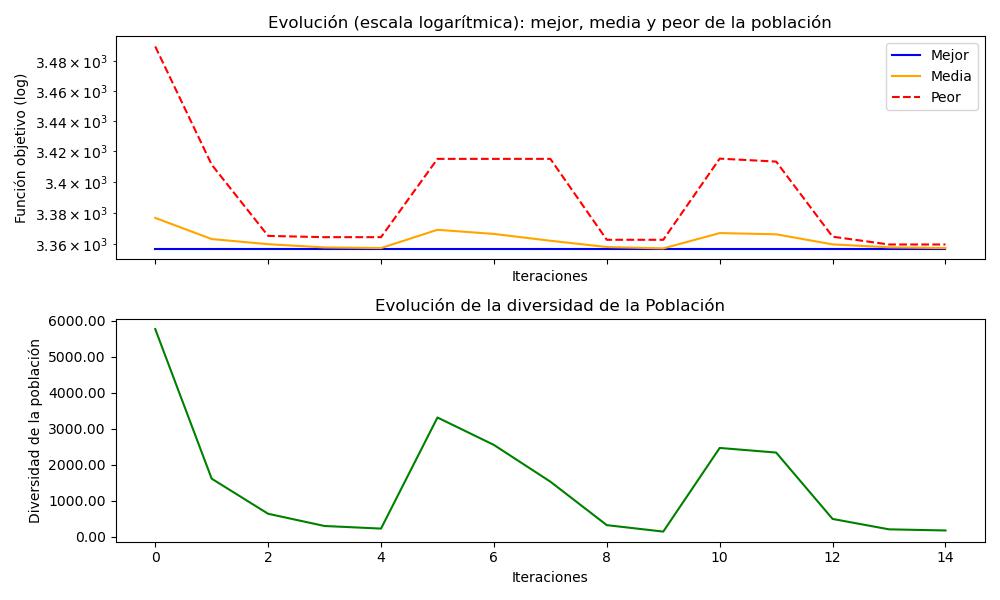 Evolución (escala logarítmica): mejor, media y peor de la población
Función objetivo (log)
3.48 × 10³
3.46 × 10³
3.44 × 10³
3.42 × 10³
3.4 × 10³
3.38 × 10³
3.36 × 10³
Mejor
Media
Peor
Iteraciones
Evolución de la diversidad de la Población
Diversidad de la población
6000.00
5000.00
4000.00
3000.00
2000.00
1000.00
0.00
0 2 4 6 8 10 12 14
Iteraciones